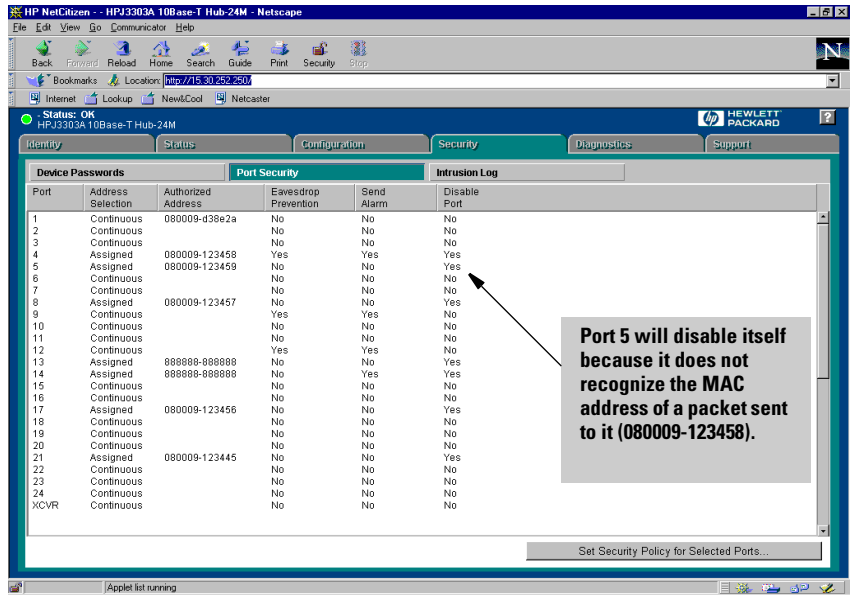 HP NetCitizen - - HPJ3303A 10Base-T Hub-24M - Netscape
File Edit View Go Communicator Help
Back Forward Reload Home Search Guide Print Security Stop
N
Bookmarks Location: http://15.30.252.250/
Internet Lookup New&Cool Netcaster
- Status: OK
HPJ3303A 10Base-T Hub-24M
hp HEWLETT PACKARD ?
Identity Status Configuration Security Diagnostics Support
Device Passwords Port Security Intrusion Log
Port Address Selection Authorized Address Eavesdrop Prevention Send Alarm Disable Port
1 Continuous 080009-d38e2a No No No
2 Continuous No No No
3 Continuous No No No
4 Assigned 080009-123458 Yes Yes Yes
5 Assigned 080009-123459 No No Yes
6 Continuous No No No
7 Continuous No No No
8 Assigned 080009-123457 No No Yes
9 Continuous Yes Yes No
10 Continuous No No No
11 Continuous No No No
12 Continuous Yes Yes No
13 Assigned 888888-888888 No No Yes
14 Assigned 888888-888888 No Yes Yes
15 Continuous No No No
16 Continuous No No No
17 Assigned 080009-123456 No No Yes
18 Continuous No No No
19 Continuous No No No
20 Continuous No No No
21 Assigned 080009-123445 No No Yes
22 Continuous No No No
23 Continuous No No No
24 Continuous No No No
XCVR Continuous No No No
Port 5 will disable itself
because it does not
recognize the MAC
address of a packet sent
to it (080009-123458).
Set Security Policy for Selected Ports...
Applet list running